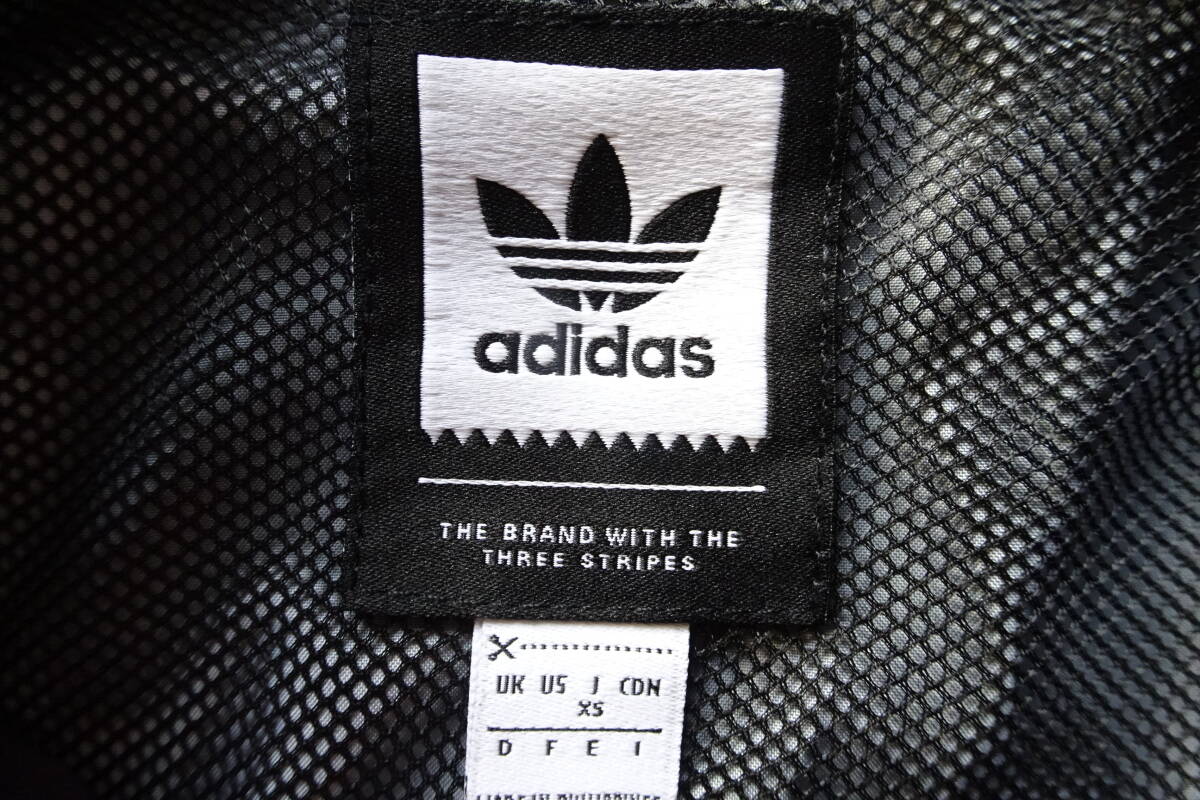 adidas
THE BRAND WITH THE
THREE STRIPES
UK US J CDN
XS
D F E I